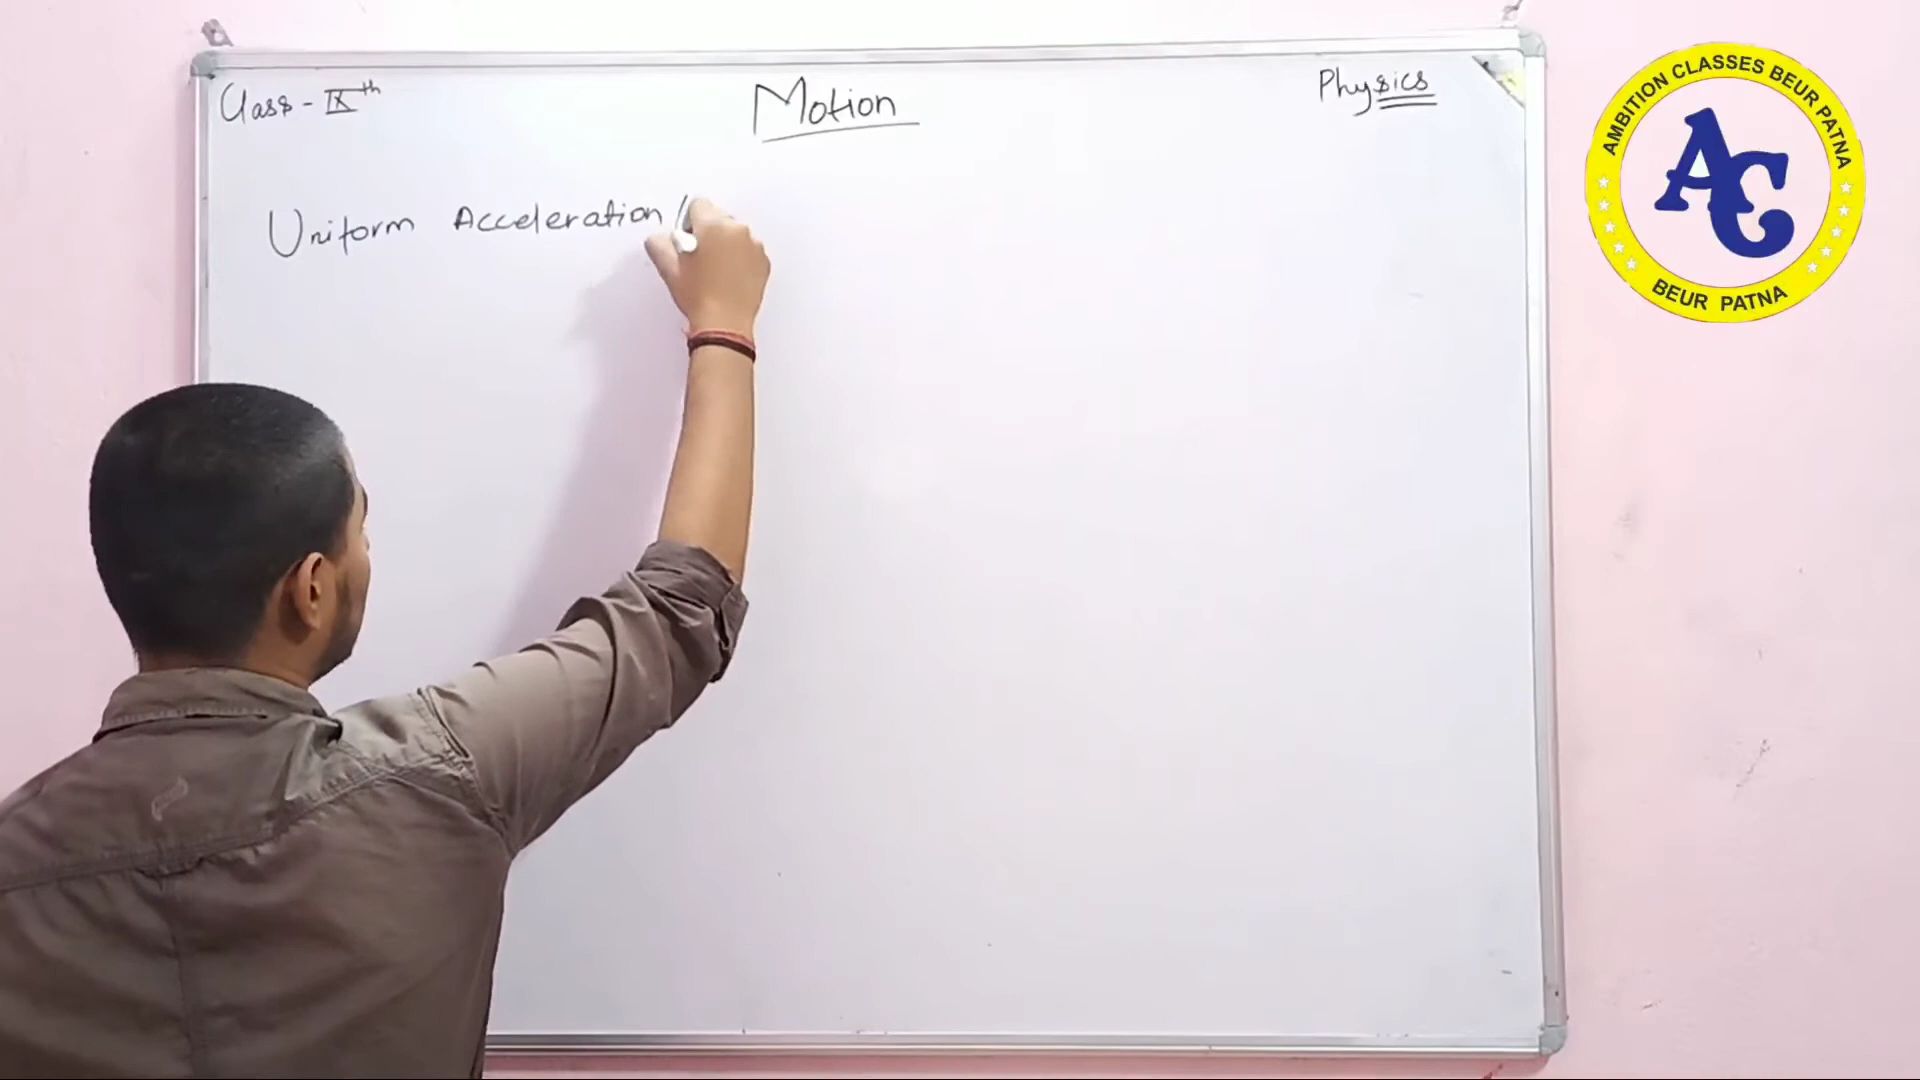 Class - IXth
Motion
Physics
Uniform Acceleration /
AMBITION CLASSES BEUR PATNA
AC
BEUR PATNA